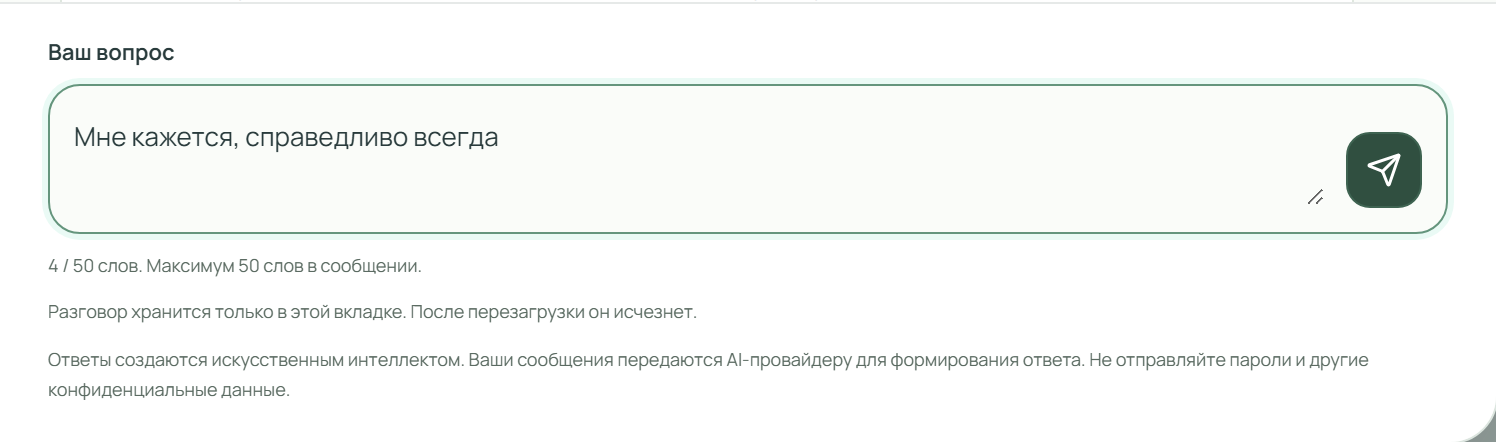 Ваш вопрос
Мне кажется, справедливо всегда
4 / 50 слов. Максимум 50 слов в сообщении.
Разговор хранится только в этой вкладке. После перезагрузки он исчезнет.
Ответы создаются искусственным интеллектом. Ваши сообщения передаются AI-провайдеру для формирования ответа. Не отправляйте пароли и другие
конфиденциальные данные.